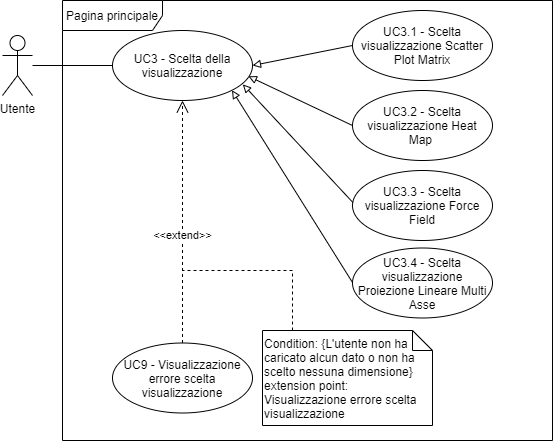 Pagina principale
Utente
UC3 - Scelta della
visualizzazione
UC3.1 - Scelta
visualizzazione Scatter
Plot Matrix
UC3.2 - Scelta
visualizzazione Heat
Map
UC3.3 - Scelta
visualizzazione Force
Field
UC3.4 - Scelta
visualizzazione
Proiezione Lineare Multi
Asse
<<extend>>
UC9 - Visualizzazione
errore scelta
visualizzazione
Condition: {L'utente non ha
caricato alcun dato o non ha
scelto nessuna dimensione}
extension point:
Visualizzazione errore scelta
visualizzazione